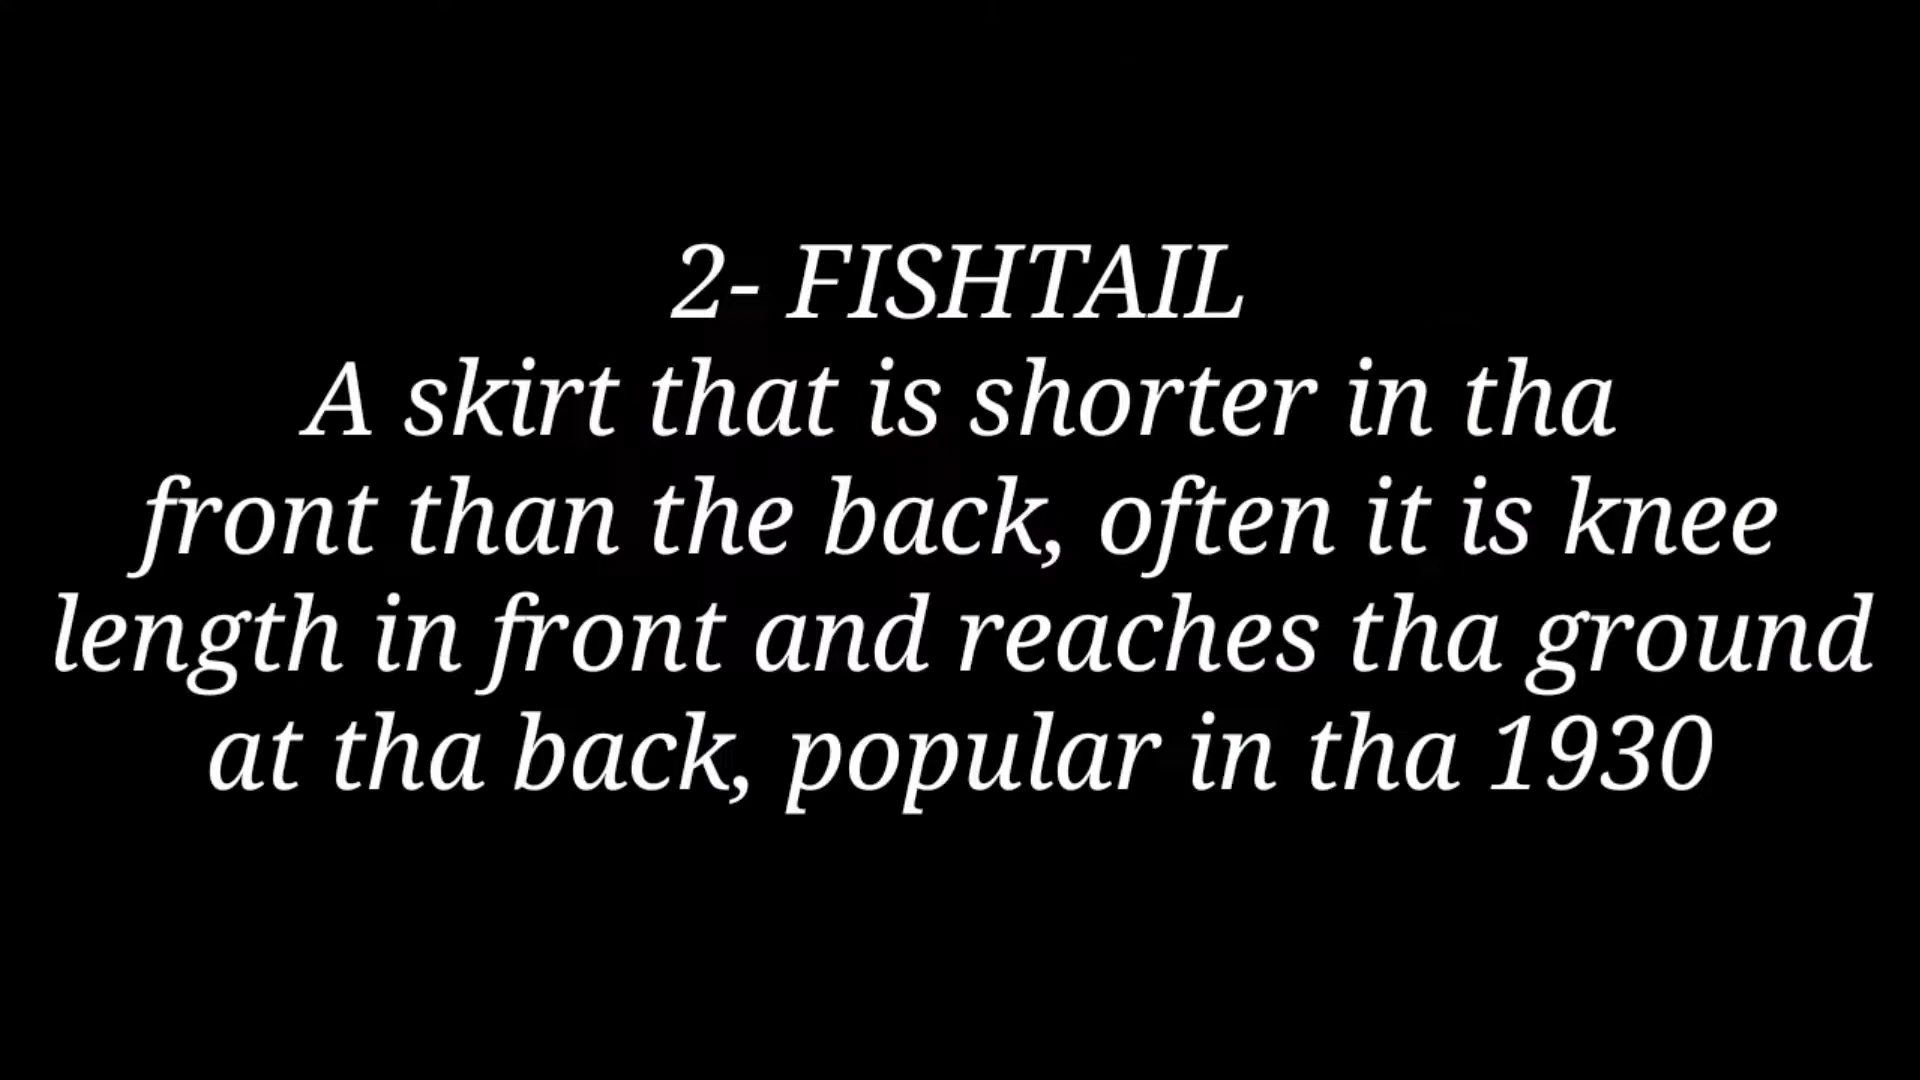 2- FISHTAIL
A skirt that is shorter in tha
front than the back, often it is knee
length in front and reaches tha ground
at tha back, popular in tha 1930